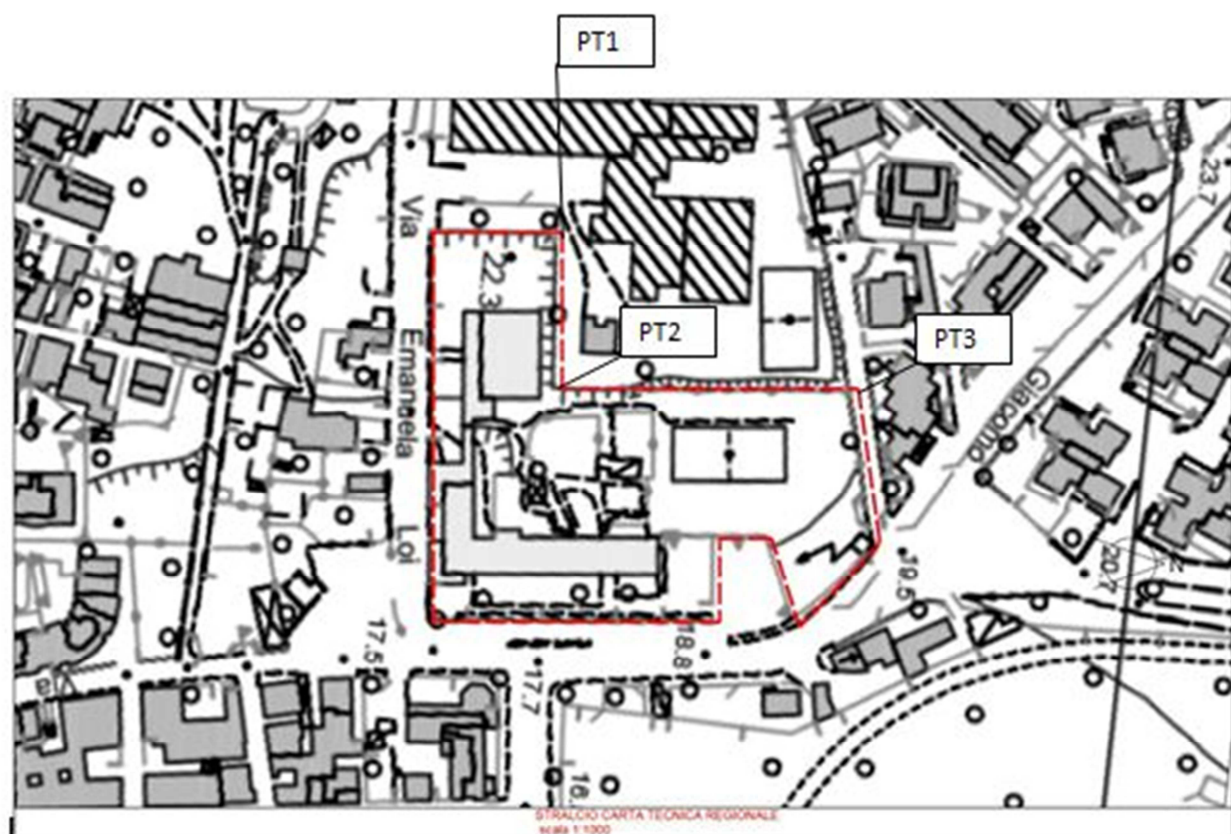 PT1
23.7
Via
22.3
PT2
PT3
Emanuela
Giacomo
Loi
20.7
19.5
17.5
18.8
17.7
STRALCIO CARTA TECNICA REGIONALE
scala 1:1000